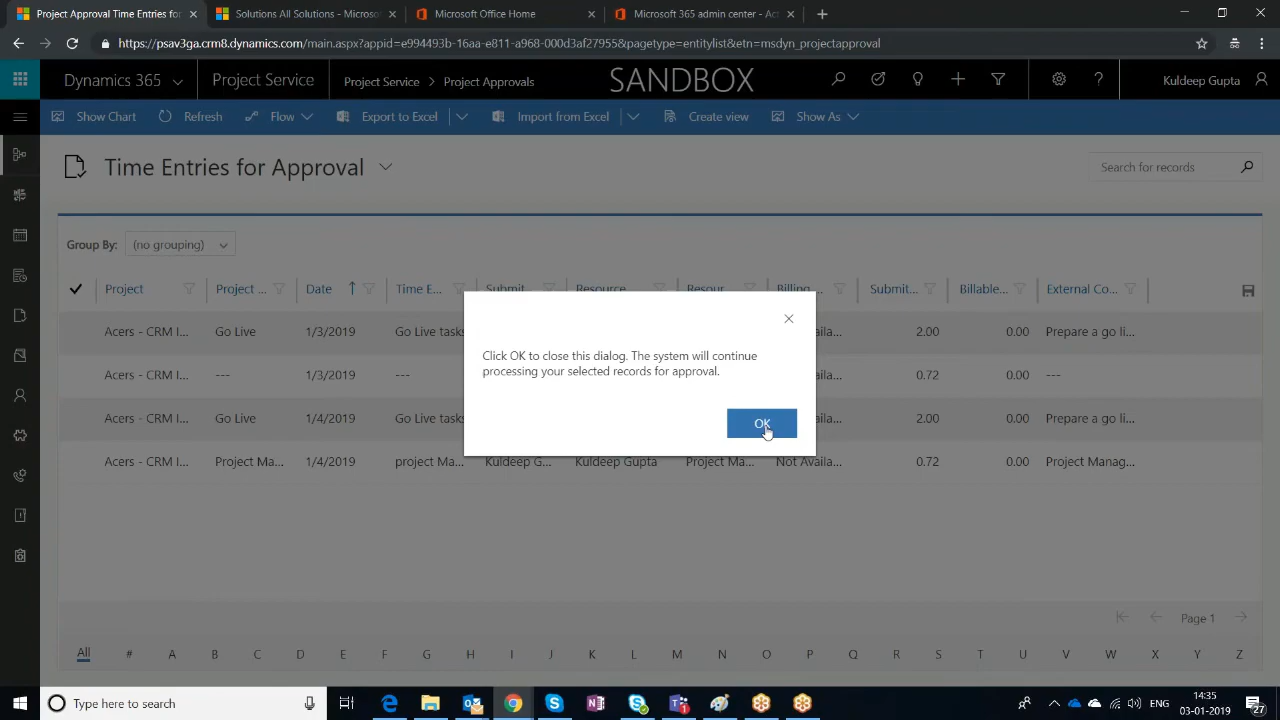 Project Approvals Time Entries for
Solutions All Solutions - Microsof
Microsoft Office Home
Microsoft 365 admin center - Act
https://psav3ga.crm8.dynamics.com/main.aspx?appid=e994493b-16aa-e811-a968-000d3af27955&pagetype=entitylist&etn=msdyn_projectapproval
Dynamics 365
Project Service
Project Service > Project Approvals
SANDBOX
Kuldeep Gupta
Show Chart
Refresh
Flow
Export to Excel
Import from Excel
Create view
Show As
Time Entries for Approval
Search for records
Group By: (no grouping)
Project Project ... Date Time E... Submit Resource Resour Billing... Submit... Billable... External Co...
Acers - CRM I... Go Live 1/3/2019 Go Live tasks 2.00 0.00 Prepare a go li...
Acers - CRM I... --- 1/3/2019 --- 0.72 0.00 ---
Acers - CRM I... Go Live 1/4/2019 Go Live tasks 2.00 0.00 Prepare a go li...
Acers - CRM I... Project Ma... 1/4/2019 project Ma... Kuldeep G... Kuldeep Gupta Project Ma... Not Availa... 0.72 0.00 Project Manag...
Click OK to close this dialog. The system will continue
processing your selected records for approval.
OK
Page 1
All # A B C D E F G H I J K L M N O P Q R S T U V W X Y Z
Type here to search
ENG
14:35
03-01-2019